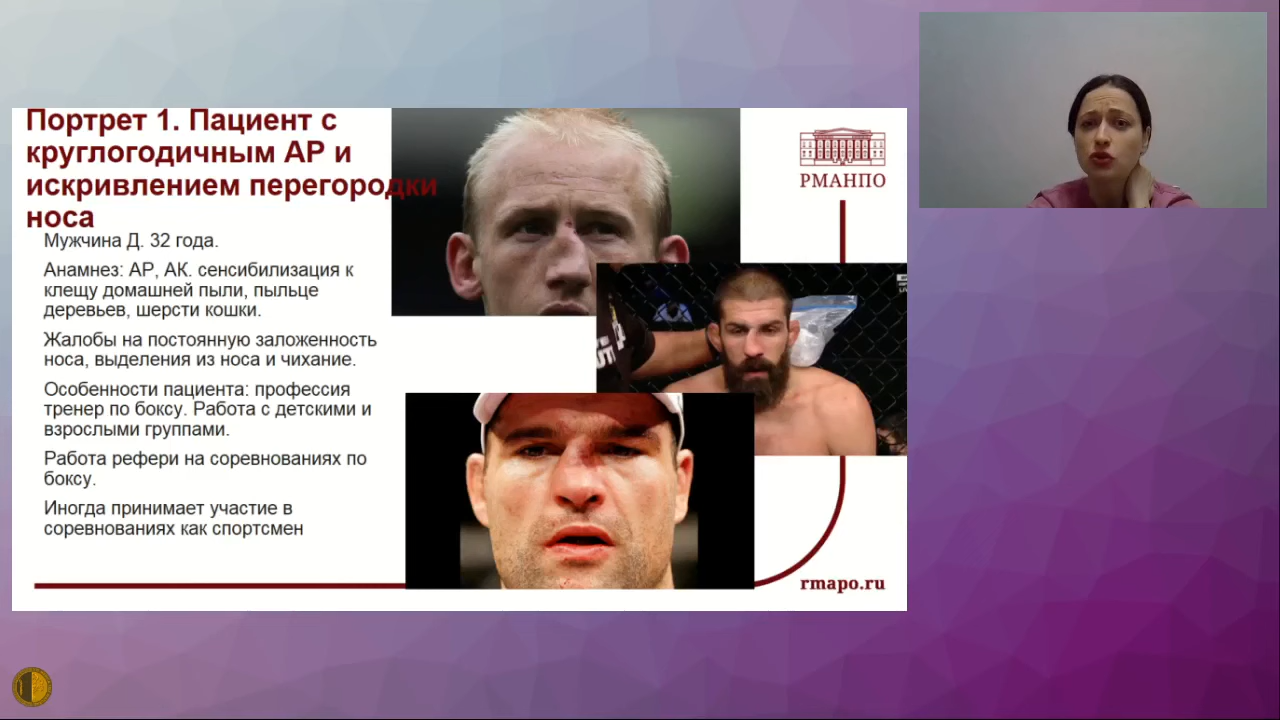 Портрет 1. Пациент с
круглогодичным АР и
искривлением перегородки
носа
Мужчина Д. 32 года.
Анамнез: АР, АК. сенсибилизация к
клещу домашней пыли, пыльце
деревьев, шерсти кошки.
Жалобы на постоянную заложенность
носа, выделения из носа и чихание.
Особенности пациента: профессия
тренер по боксу. Работа с детскими и
взрослыми группами.
Работа рефери на соревнованиях по
боксу.
Иногда принимает участие в
соревнованиях как спортсмен
РМАНПО
rmapo.ru